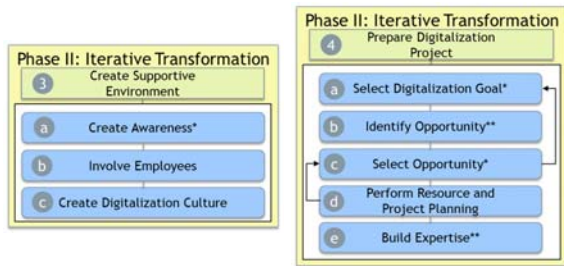 Phase II: Iterative Transformation
3 Create Supportive
Environment
a Create Awareness*
b Involve Employees
c Create Digitalization Culture
Phase II: Iterative Transformation
4 Prepare Digitalization
Project
a Select Digitalization Goal*
b Identify Opportunity**
c Select Opportunity*
d Perform Resource and
Project Planning
e Build Expertise**